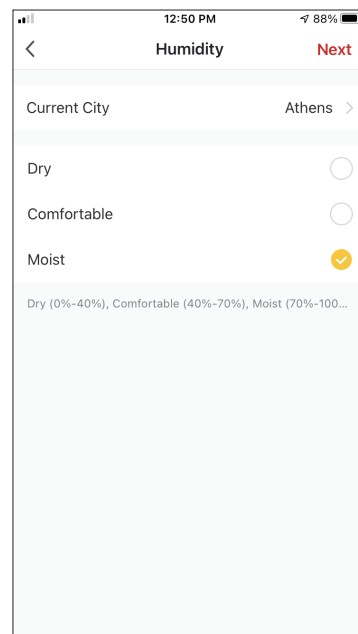 12:50 PM 88%
Humidity Next
Current City Athens
Dry
Comfortable
Moist
Dry (0%-40%), Comfortable (40%-70%), Moist (70%-100...